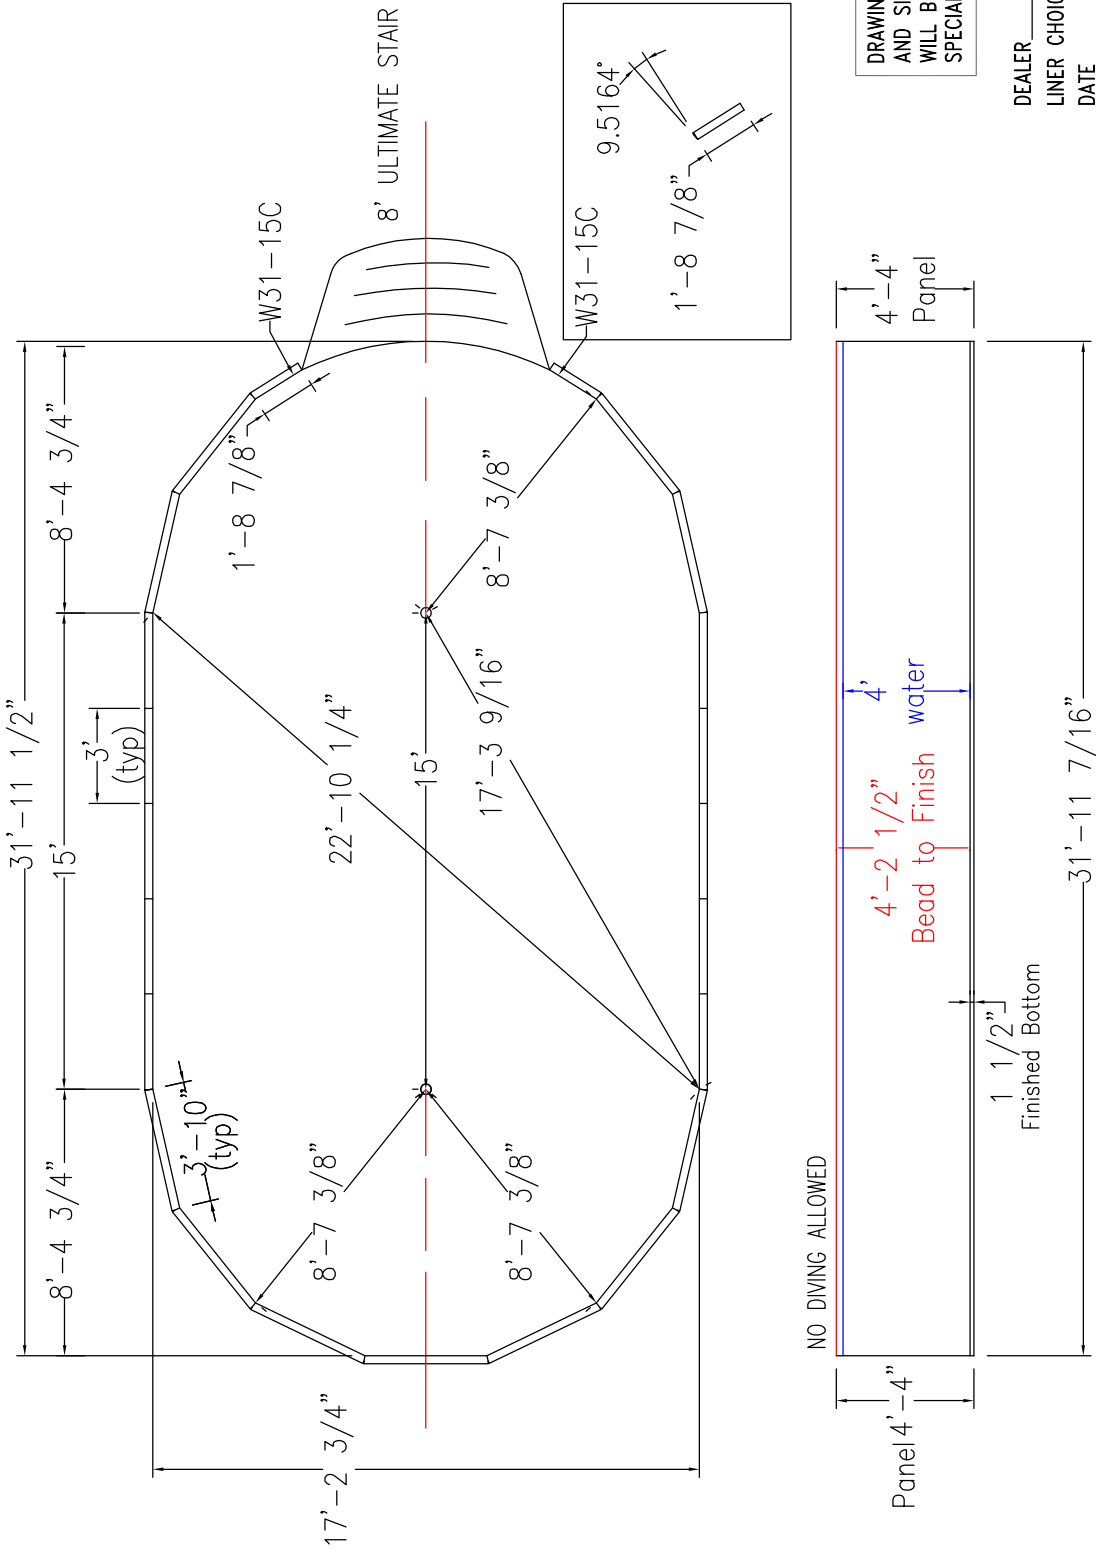 31'-11 1/2"
8'-4 3/4"
15'
8'-4 3/4"
3'
(typ)
3'-10"
(typ)
1'-8 7/8"
W31-15C
8' ULTIMATE STAIR
22'-10 1/4"
15'
17'-3 9/16"
8'-7 3/8"
8'-7 3/8"
8'-7 3/8"
17'-2 3/4"
W31-15C
9.5164°
1'-8 7/8"
NO DIVING ALLOWED
Panel 4'-4"
4'-4"
Panel
4'
water
4'-2 1/2"
Bead to Finish
1 1/2"
Finished Bottom
31'-11 7/16"
DRAWIN
AND SI
WILL B
SPECIAL
DEALER
LINER CHOIC
DATE